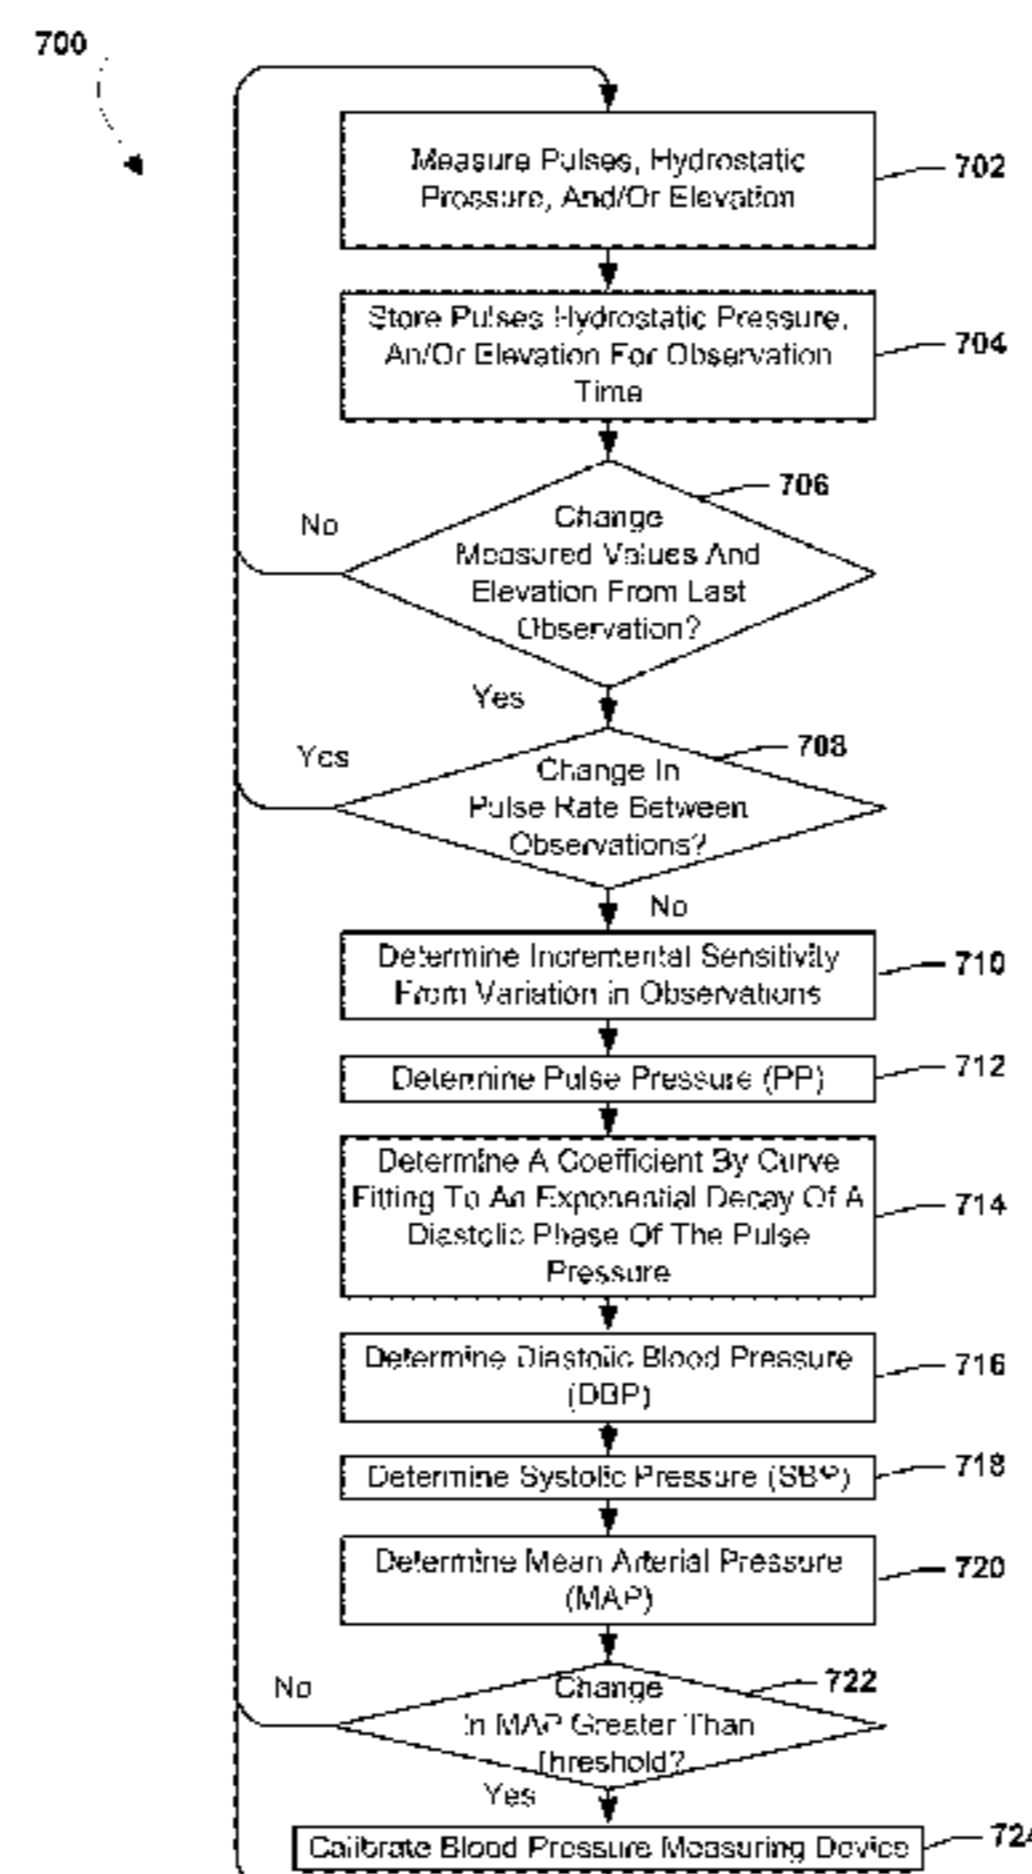 700
Measure Pulses, Hydrostatic
Pressure, And/Or Elevation
702
Store Pulses Hydrostatic Pressure,
An/Or Elevation For Observation
Time
704
706
No
Change
Measured Values And
Elevation From Last
Observation?
Yes
708
Yes
Change In
Pulse Rate Between
Observations?
No
Determine Incremental Sensitivity
From Variation in Observations
710
Determine Pulse Pressure (PP)
712
Determine A Coefficient By Curve
Fitting To An Exponential Decay Of A
Diastolic Phase Of The Pulse
Pressure
714
Determine Diastolic Blood Pressure
(DBP)
716
Determine Systolic Pressure (SBP)
718
Determine Mean Arterial Pressure
(MAP)
720
No
722
Change
In MAP Greater Than
Threshold?
Yes
Calibrate Blood Pressure Measuring Device
724